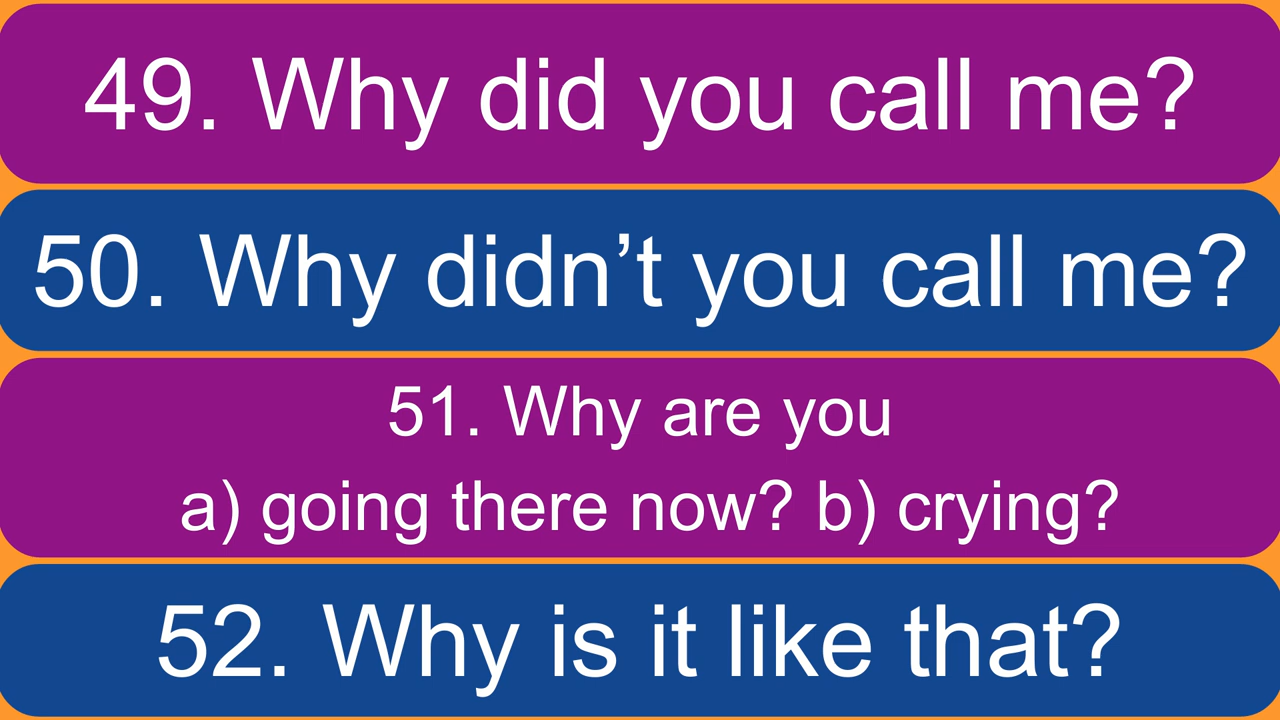 49. Why did you call me?
50. Why didn’t you call me?
51. Why are you
a) going there now? b) crying?
52. Why is it like that?